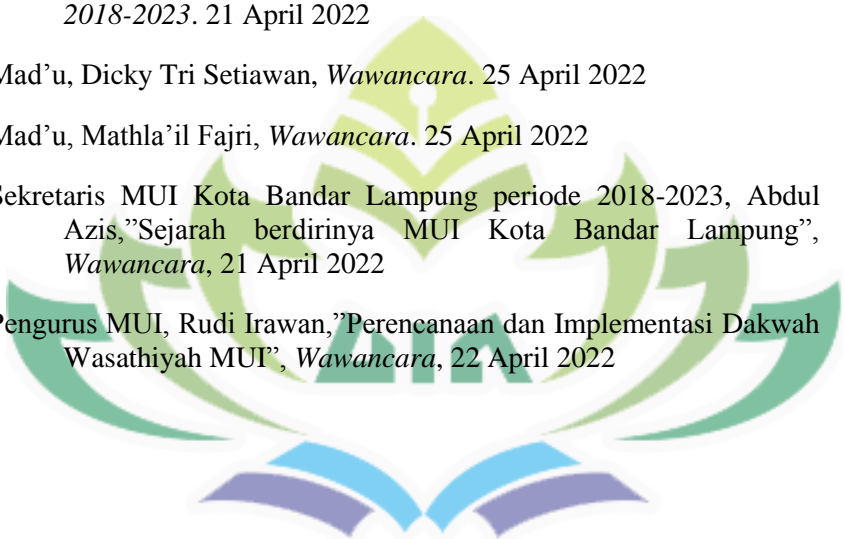 2018-2023. 21 April 2022
Mad’u, Dicky Tri Setiawan, Wawancara. 25 April 2022
Mad’u, Mathla’il Fajri, Wawancara. 25 April 2022
Sekretaris MUI Kota Bandar Lampung periode 2018-2023, Abdul
Azis,”Sejarah berdirinya MUI Kota Bandar Lampung”,
Wawancara, 21 April 2022
Pengurus MUI, Rudi Irawan,”Perencanaan dan Implementasi Dakwah
Wasathiyah MUI”, Wawancara, 22 April 2022